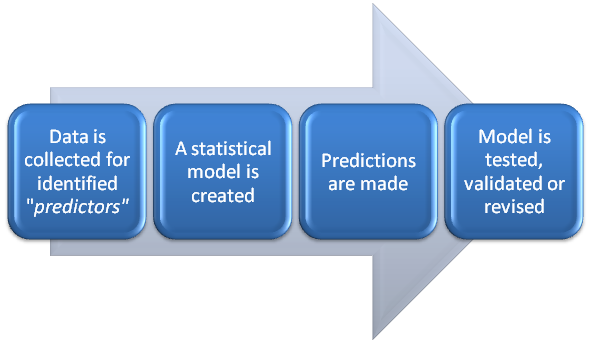 Data is
collected for
identified
"predictors"
A statistical
model is
created
Predictions
are made
Model is
tested,
validated or
revised